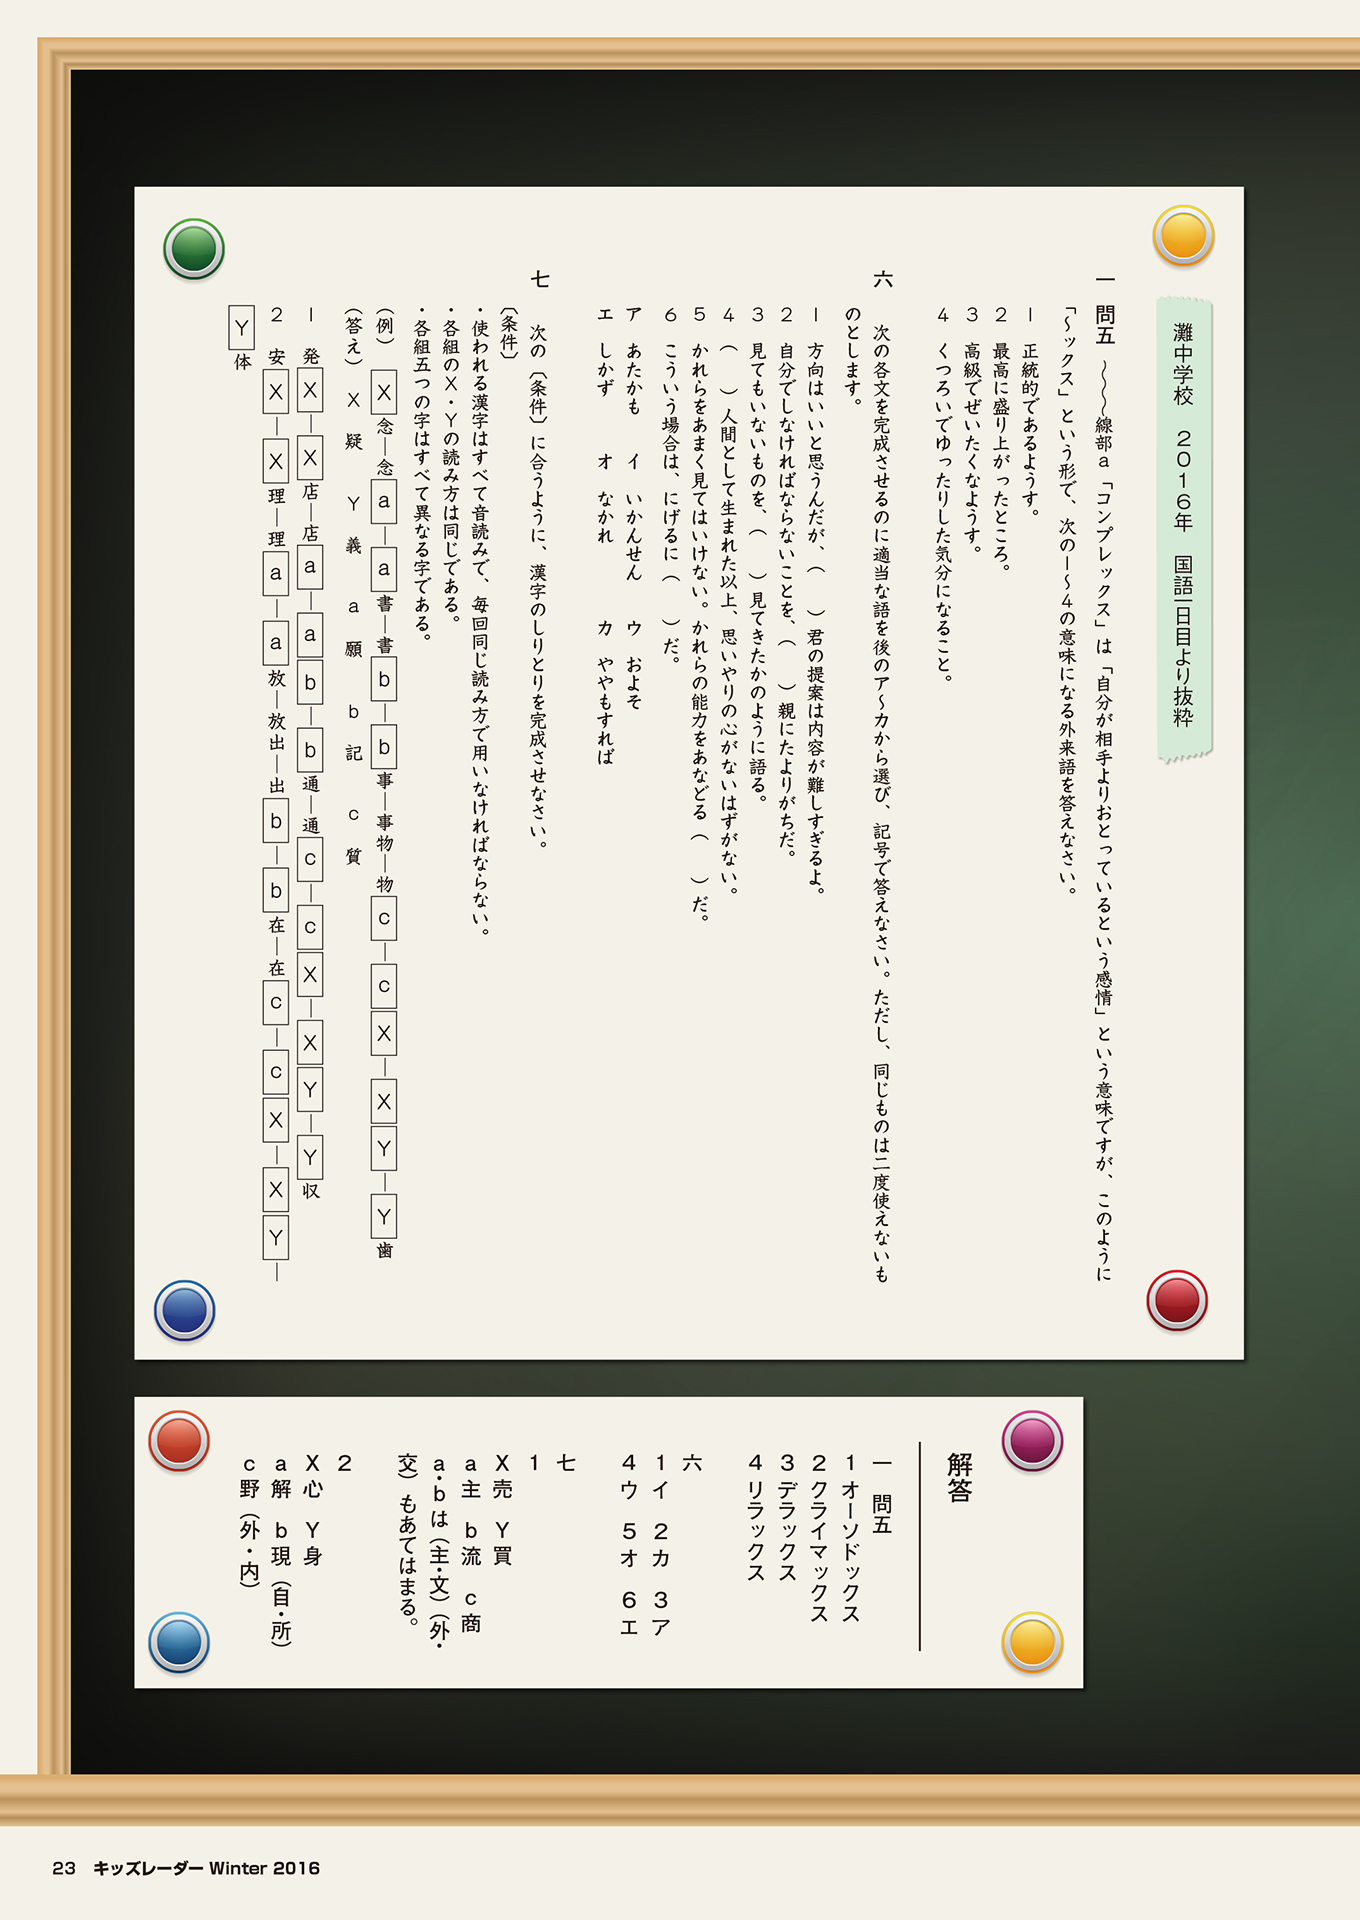 灘中学校　2016年　国語一日目より抜粋
一　問五　〜〜〜線部a「コンプレックス」は「自分が相手よりおとっているという感情」という意味ですが、このように
「〜ックス」という形で、次の1〜4の意味になる外来語を答えなさい。
1　正統的であるようす。
2　最高に盛り上がったところ。
3　高級でぜいたくなようす。
4　くつろいでゆったりした気分になること。
六　次の各文を完成させるのに適当な語を後のア〜カから選び、記号で答えなさい。ただし、同じものは二度使えないも
のとします。
1　方向はいいと思うんだが、（　　）君の提案は内容が難しすぎるよ。
2　自分でしなければならないことを、（　　）親にたよりがちだ。
3　見てもいないものを、（　　）見てきたかのように語る。
4　（　　）人間として生まれた以上、思いやりの心がないはずがない。
5　かれらをあまく見てはいけない。かれらの能力をあなどる（　　）だ。
6　こういう場合は、にげるに（　　）だ。
ア　あたかも　　イ　いかんせん　　ウ　およそ
エ　しかず　　オ　なかれ　　カ　ややもすれば
七　次の〔条件〕に合うように、漢字のしりとりを完成させなさい。
〔条件〕
・使われる漢字はすべて音読みで、毎回同じ読み方で用いなければならない。
・各組のX・Yの読み方は同じである。
・各組五つの字はすべて異なる字である。
（例）　X念―念a―a書―書b―b事―事物―物c―cX―XY―Y歯
（答え）　X　疑　　Y　義　　a　願　　b　記　　c　質
1　発X―X店―店a―ab―b通―通c―cX―XY―Y収
2　安X―X理―理a―a放―放出―出b―b在―在c―cX―XY―
Y体
解答
一　問五
1オーソドックス
2クライマックス
3デラックス
4リラックス
六
1イ　2カ　3ア
4ウ　5オ　6エ
七
1
X売　Y買
a主　b流　c商
a・bは（主・文）（外・
交）もあてはまる。
2
X心　Y身
a解　b現（自・所）
c野（外・内）
23　キッズレーダー Winter 2016